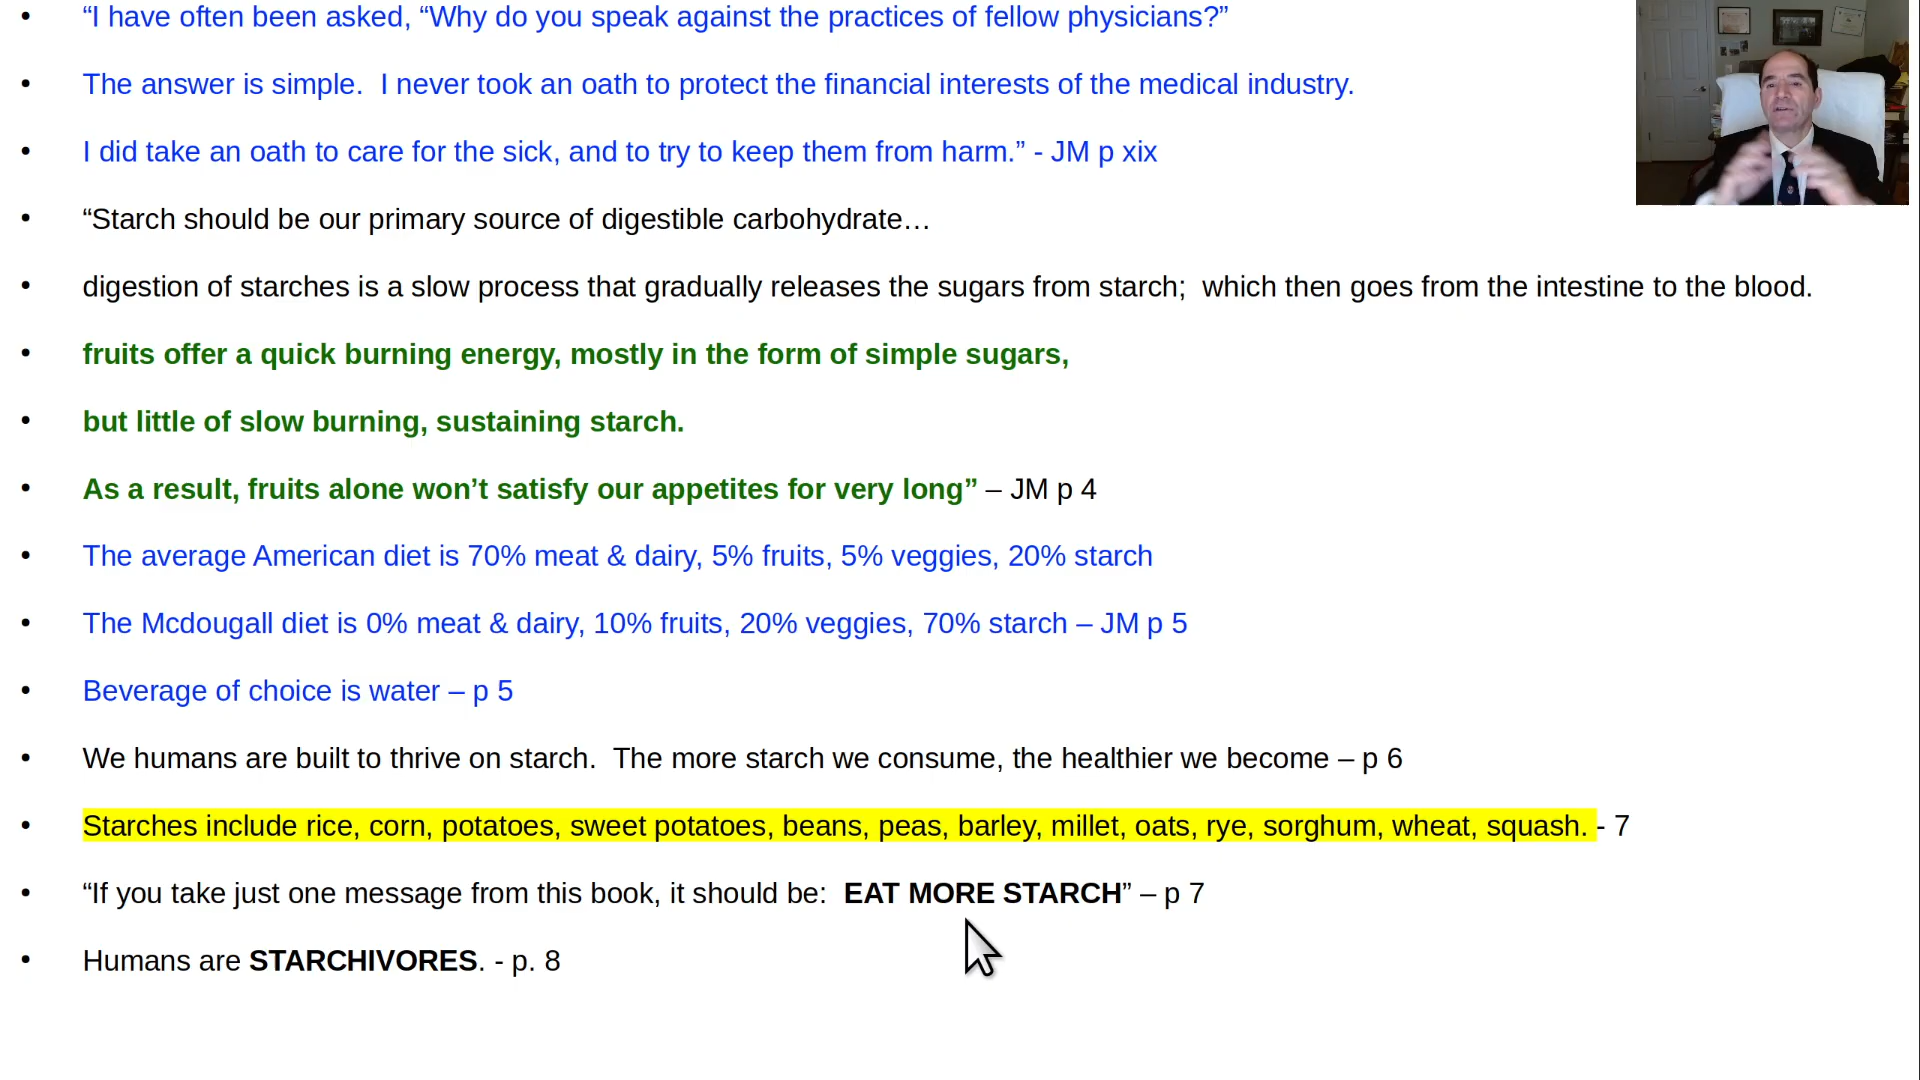 • “I have often been asked, “Why do you speak against the practices of fellow physicians?”
• The answer is simple.  I never took an oath to protect the financial interests of the medical industry.
• I did take an oath to care for the sick, and to try to keep them from harm.” - JM p xix
• “Starch should be our primary source of digestible carbohydrate…
• digestion of starches is a slow process that gradually releases the sugars from starch;  which then goes from the intestine to the blood.
• fruits offer a quick burning energy, mostly in the form of simple sugars,
• but little of slow burning, sustaining starch.
• As a result, fruits alone won’t satisfy our appetites for very long” – JM p 4
• The average American diet is 70% meat & dairy, 5% fruits, 5% veggies, 20% starch
• The Mcdougall diet is 0% meat & dairy, 10% fruits, 20% veggies, 70% starch – JM p 5
• Beverage of choice is water – p 5
• We humans are built to thrive on starch.  The more starch we consume, the healthier we become – p 6
• Starches include rice, corn, potatoes, sweet potatoes, beans, peas, barley, millet, oats, rye, sorghum, wheat, squash. - 7
• “If you take just one message from this book, it should be:  EAT MORE STARCH” – p 7
• Humans are STARCHIVORES. - p. 8